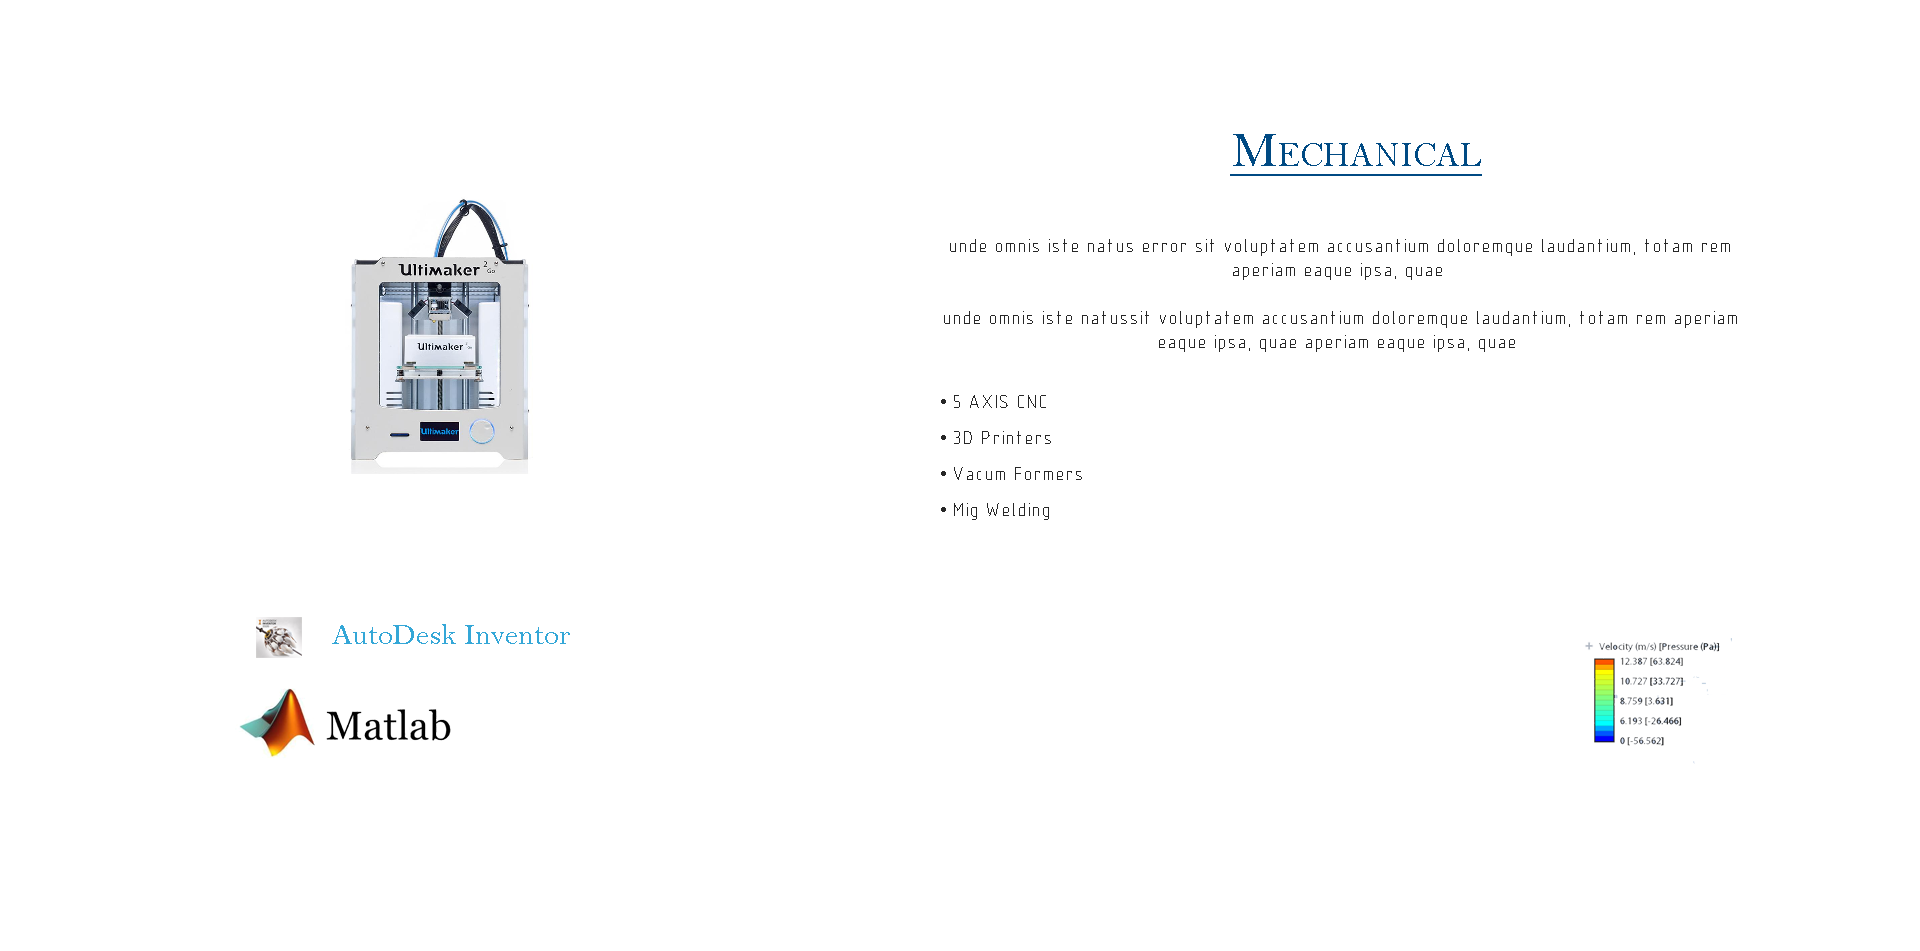 Mechanical
unde omnis iste natus error sit voluptatem accusantium doloremque laudantium, totam rem
aperiam eaque ipsa, quae
unde omnis iste natussit voluptatem accusantium doloremque laudantium, totam rem aperiam
eaque ipsa, quae aperiam eaque ipsa, quae
• 5 AXIS CNC
• 3D Printers
• Vacum Formers
• Mig Welding
Ultimaker 2 Go
Ultimaker 2 Go
Ultimaker
AutoDesk Inventor
Matlab
Velocity (m/s) [Pressure (Pa)]
12.387 [63.824]
10.727 [33.727]
8.759 [3.631]
6.193 [-26.466]
0 [-56.562]